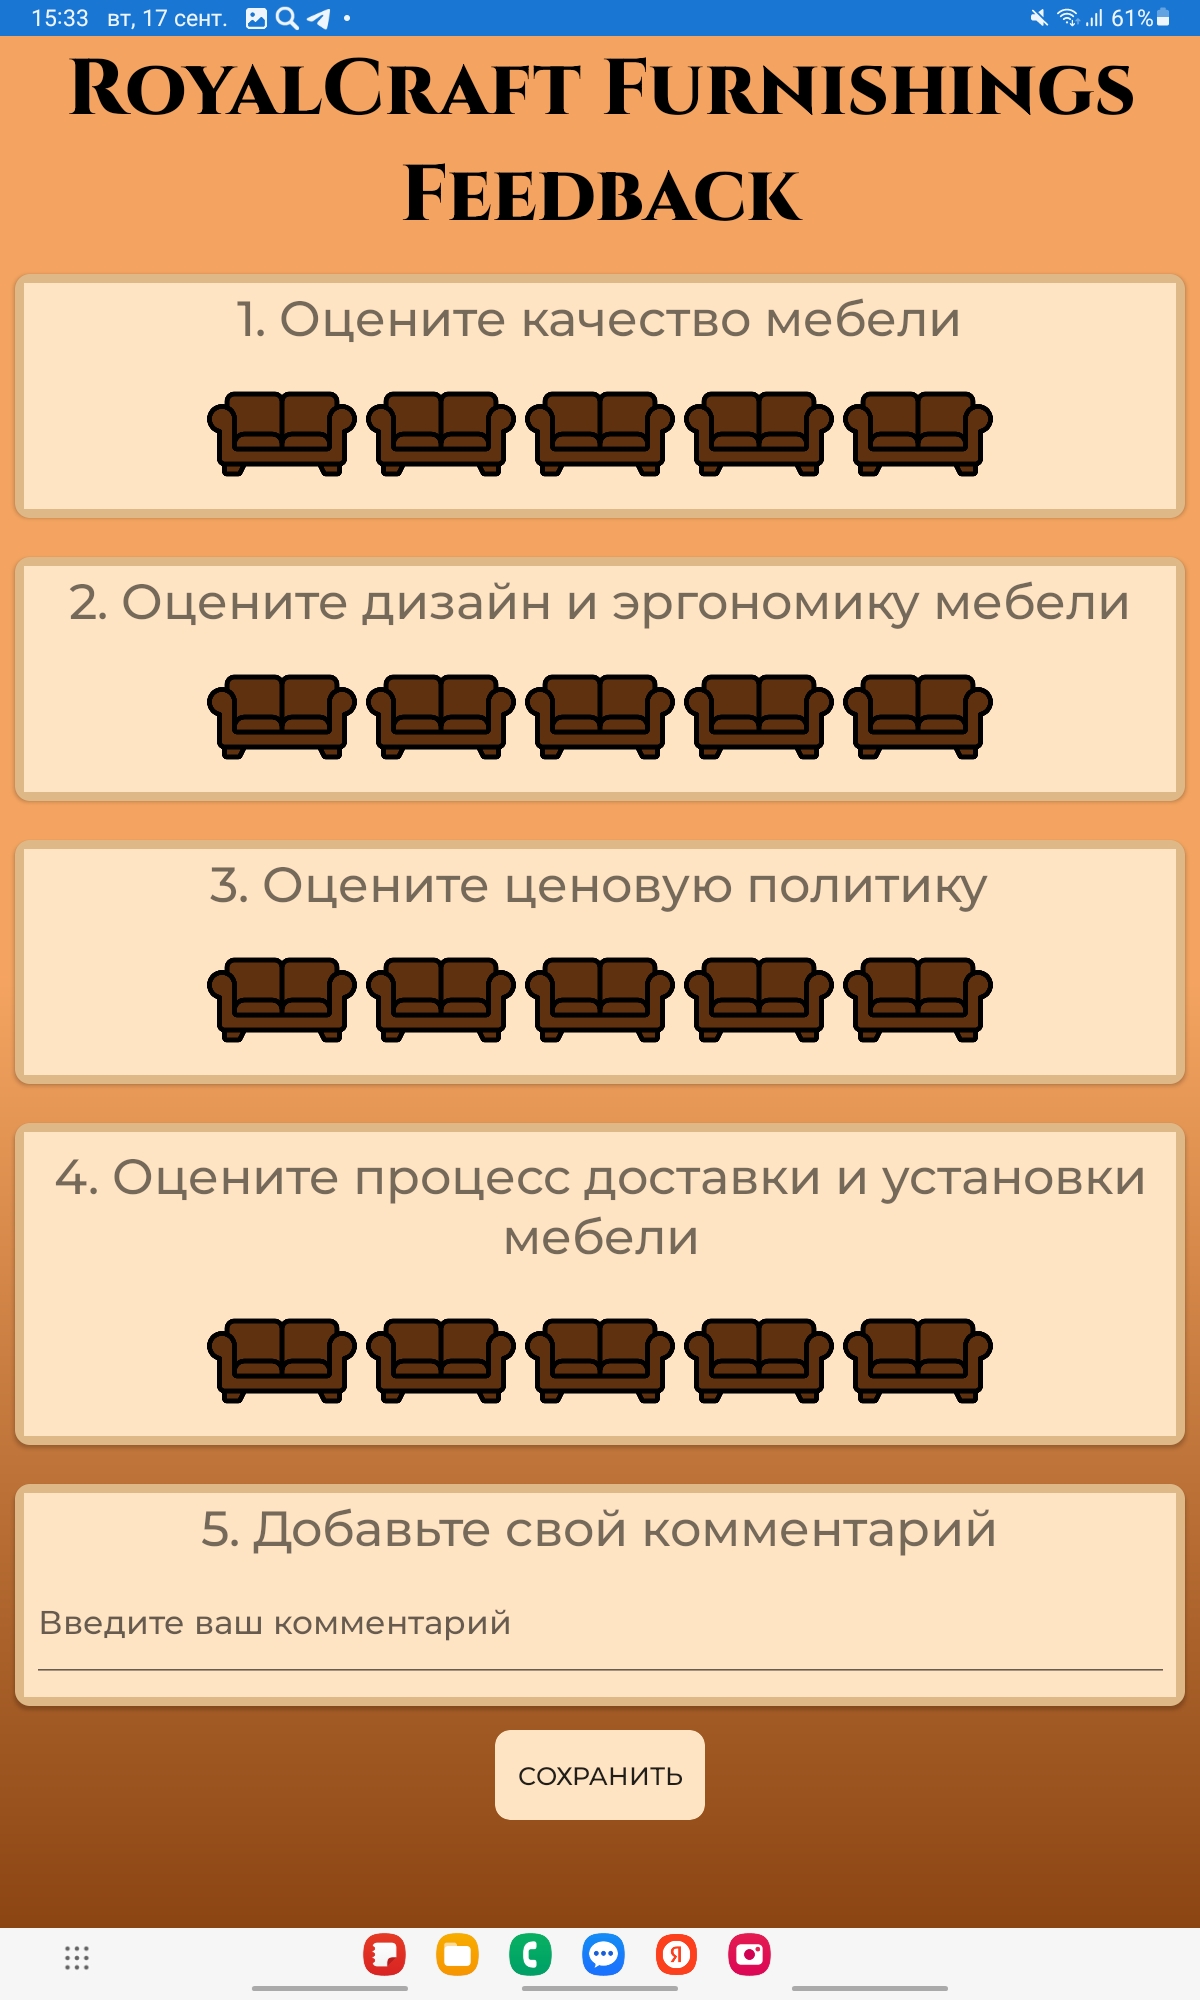 15:33 вт, 17 сент. 61%
RoyalCraft Furnishings
Feedback
1. Оцените качество мебели
2. Оцените дизайн и эргономику мебели
3. Оцените ценовую политику
4. Оцените процесс доставки и установки
мебели
5. Добавьте свой комментарий
Введите ваш комментарий
СОХРАНИТЬ
Я